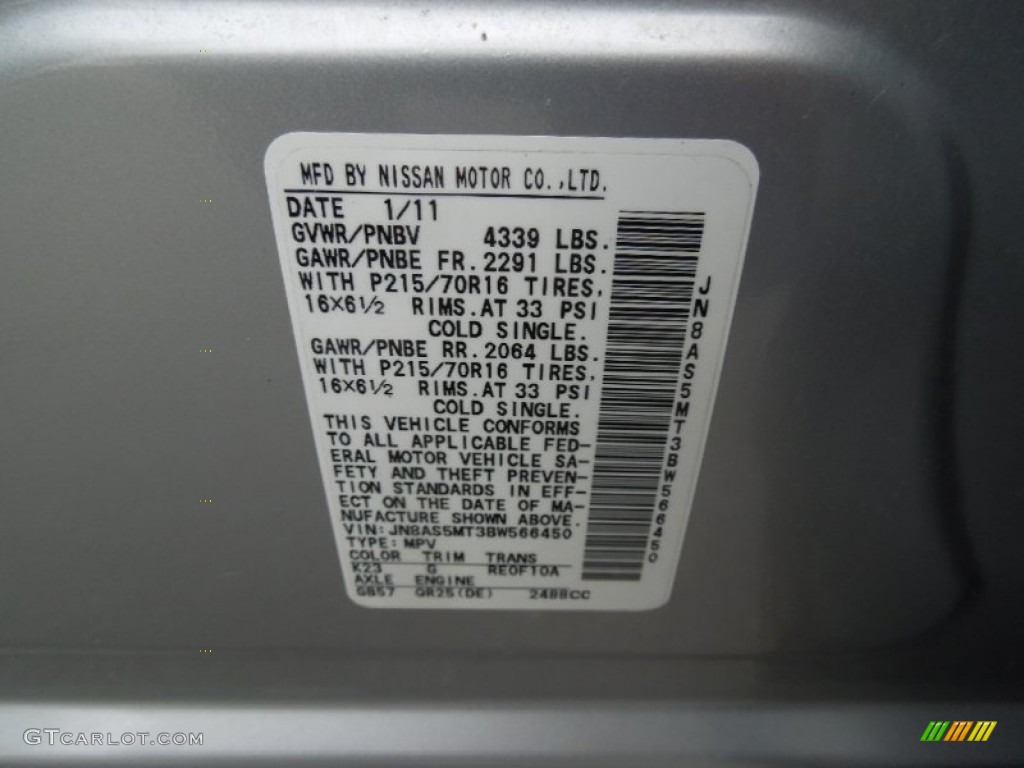 MFD BY NISSAN MOTOR CO.,LTD.
DATE 1/11
GVWR/PNBV 4339 LBS.
GAWR/PNBE FR.2291 LBS.
WITH P215/70R16 TIRES,
16×6½ RIMS.AT 33 PSI
COLD SINGLE.
GAWR/PNBE RR.2064 LBS.
WITH P215/70R16 TIRES,
16×6½ RIMS.AT 33 PSI
COLD SINGLE.
THIS VEHICLE CONFORMS
TO ALL APPLICABLE FED-
ERAL MOTOR VEHICLE SA-
FETY AND THEFT PREVEN-
TION STANDARDS IN EFF-
ECT ON THE DATE OF MA-
NUFACTURE SHOWN ABOVE.
VIN: JN8AS5MT3BW566450
TYPE: MPV
COLOR TRIM TRANS
K23 G RE0F10A
AXLE ENGINE
GB57 QR25(DE) 2488CC
JN8AS5MT3BW566450
GTCARLOT.COM